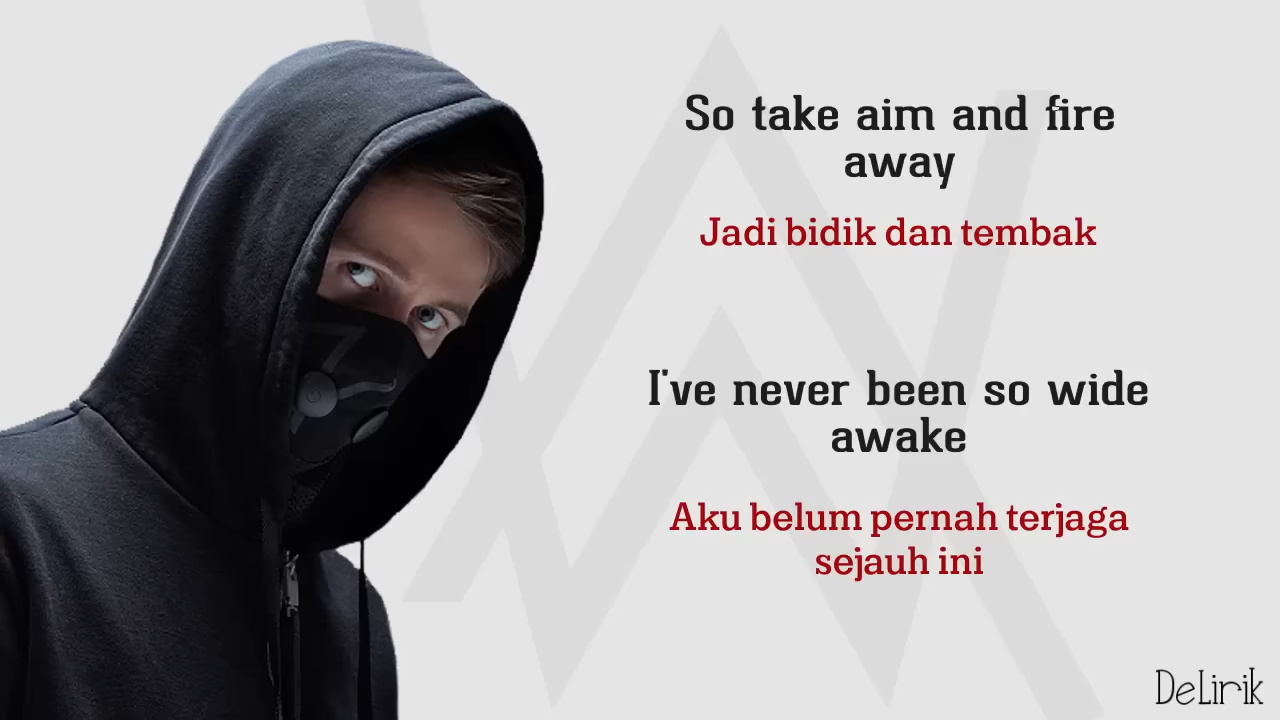 So take aim and fire
away
Jadi bidik dan tembak
I've never been so wide
awake
Aku belum pernah terjaga
sejauh ini
DeLirik